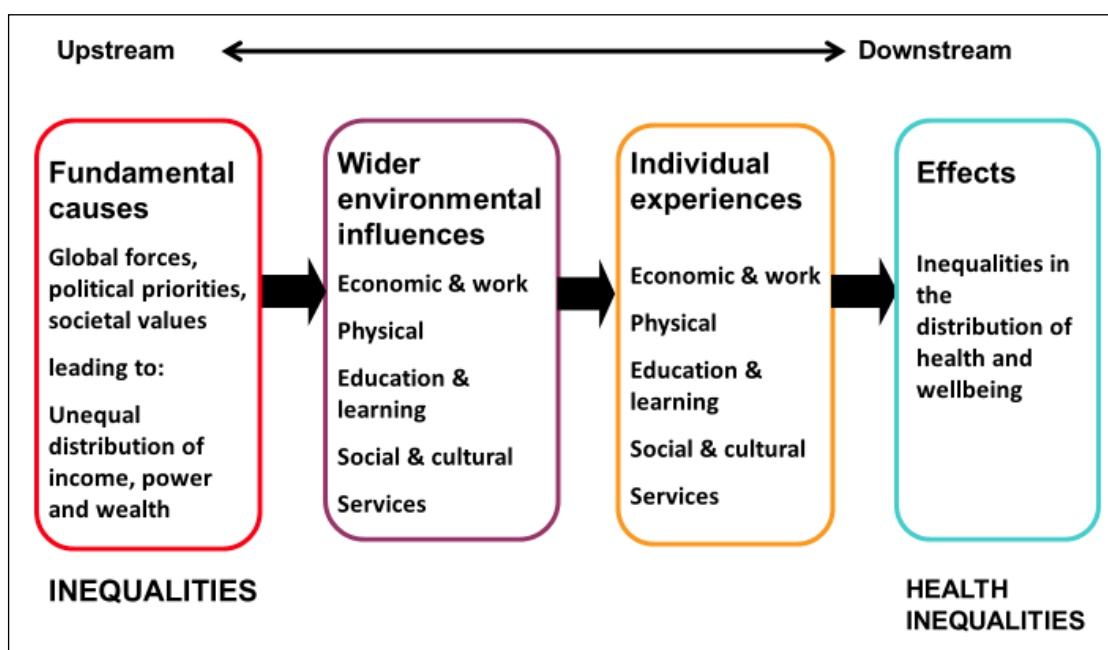 Upstream
Downstream
Fundamental
causes
Global forces,
political priorities,
societal values
leading to:
Unequal
distribution of
income, power
and wealth
Wider
environmental
influences
Economic & work
Physical
Education &
learning
Social & cultural
Services
Individual
experiences
Economic & work
Physical
Education &
learning
Social & cultural
Services
Effects
Inequalities in
the
distribution of
health and
wellbeing
INEQUALITIES
HEALTH
INEQUALITIES